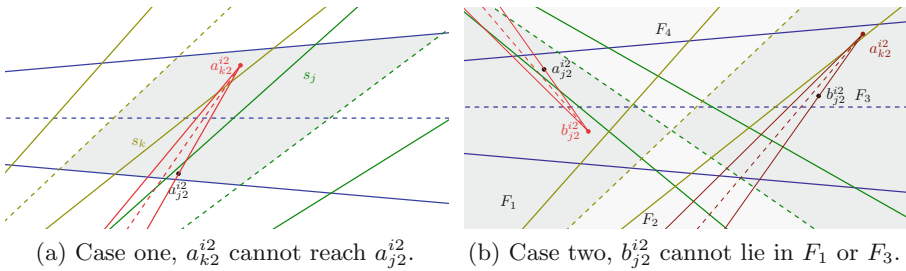 $a_{k2}^{i2}$
$s_j$
$s_k$
$a_{j2}^{i2}$
(a) Case one, $a_{k2}^{i2}$ cannot reach $a_{j2}^{i2}$.
$F_1$
$F_4$
$a_{k2}^{i2}$
$a_{j2}^{i2}$
$b_{j2}^{i2}$
$F_3$
$b_{j2}^{i2}$
$F_1$
$F_2$
(b) Case two, $b_{j2}^{i2}$ cannot lie in $F_1$ or $F_3$.